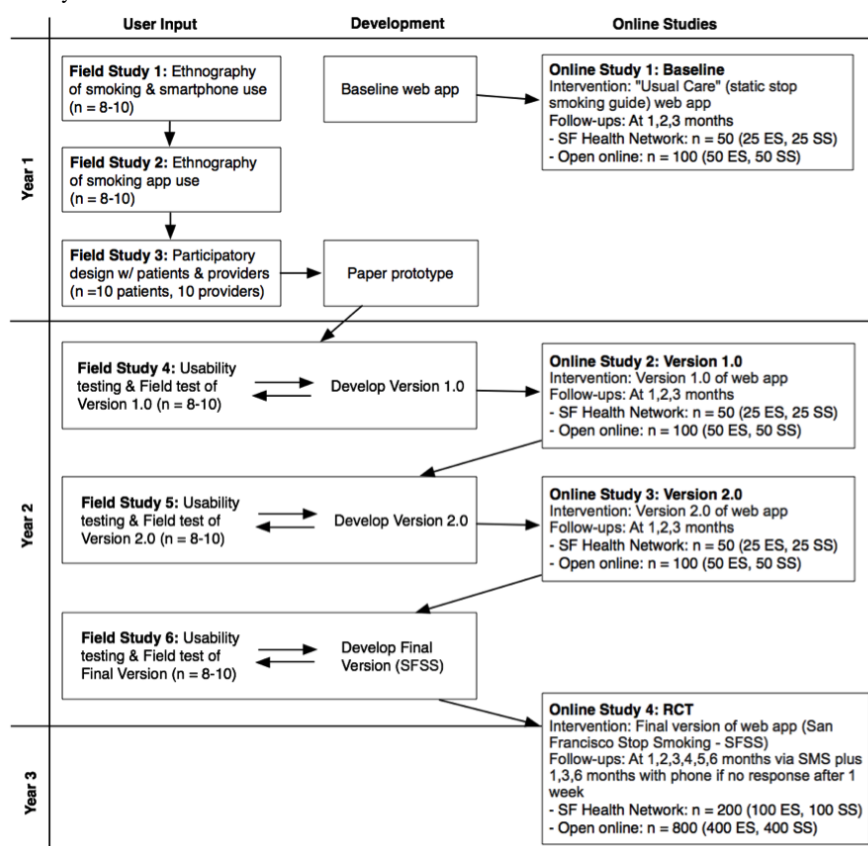 User Input
Development
Online Studies
Year 1
Field Study 1: Ethnography
of smoking & smartphone use
(n = 8-10)
Baseline web app
Online Study 1: Baseline
Intervention: "Usual Care" (static stop
smoking guide) web app
Follow-ups: At 1,2,3 months
- SF Health Network: n = 50 (25 ES, 25 SS)
- Open online: n = 100 (50 ES, 50 SS)
Field Study 2: Ethnography
of smoking app use
(n = 8-10)
Field Study 3: Participatory
design w/ patients & providers
(n =10 patients, 10 providers)
Paper prototype
Year 2
Field Study 4: Usability
testing & Field test of
Version 1.0 (n = 8-10)
Develop Version 1.0
Online Study 2: Version 1.0
Intervention: Version 1.0 of web app
Follow-ups: At 1,2,3 months
- SF Health Network: n = 50 (25 ES, 25 SS)
- Open online: n = 100 (50 ES, 50 SS)
Field Study 5: Usability
testing & Field test of
Version 2.0 (n = 8-10)
Develop Version 2.0
Online Study 3: Version 2.0
Intervention: Version 2.0 of web app
Follow-ups: At 1,2,3 months
- SF Health Network: n = 50 (25 ES, 25 SS)
- Open online: n = 100 (50 ES, 50 SS)
Field Study 6: Usability
testing & Field test of
Final Version (n = 8-10)
Develop Final
Version (SFSS)
Year 3
Online Study 4: RCT
Intervention: Final version of web app (San
Francisco Stop Smoking - SFSS)
Follow-ups: At 1,2,3,4,5,6 months via SMS plus
1,3,6 months with phone if no response after 1
week
- SF Health Network: n = 200 (100 ES, 100 SS)
- Open online: n = 800 (400 ES, 400 SS)